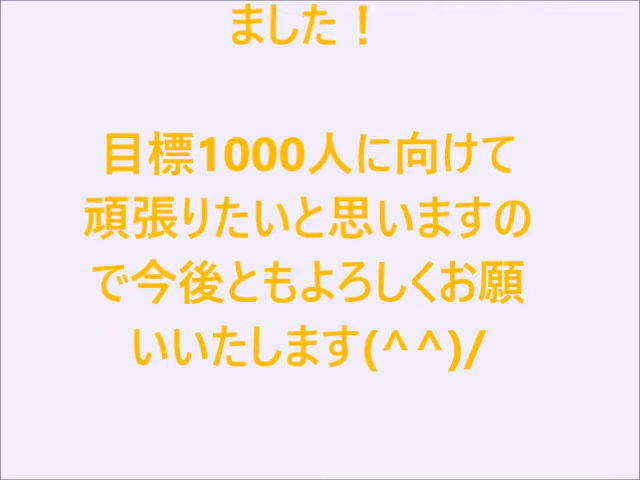 ました！
目標1000人に向けて
頑張りたいと思いますの
で今後ともよろしくお願
いいたします(^^)/